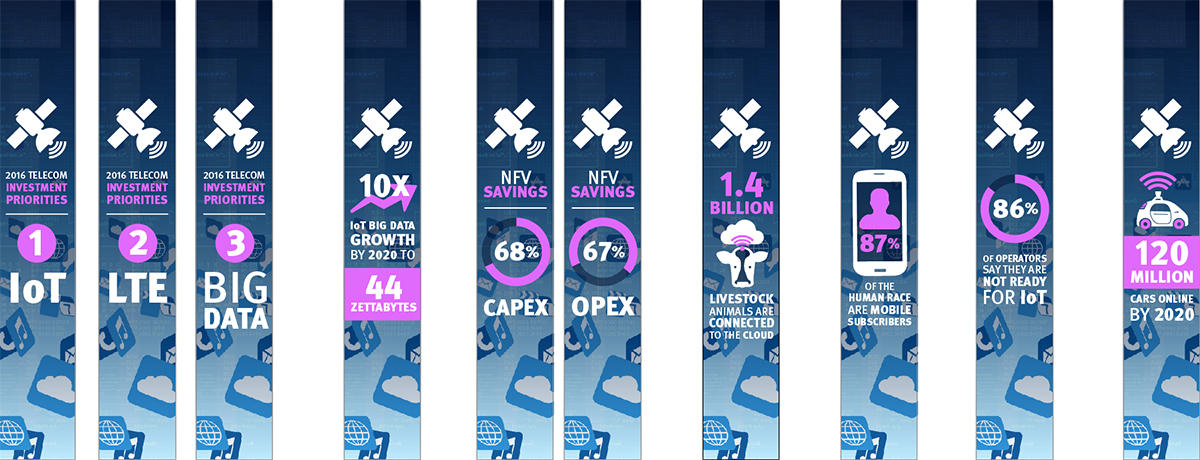 2016 TELECOM
INVESTMENT
PRIORITIES
1
IoT
2016 TELECOM
INVESTMENT
PRIORITIES
2
LTE
2016 TELECOM
INVESTMENT
PRIORITIES
3
BIG
DATA
10X
IoT BIG DATA
GROWTH
BY 2020 TO
44
ZETTABYTES
NFV
SAVINGS
68%
CAPEX
NFV
SAVINGS
67%
OPEX
1.4
BILLION
LIVESTOCK
ANIMALS ARE
CONNECTED
TO THE CLOUD
87%
OF THE
HUMAN RACE
ARE MOBILE
SUBSCRIBERS
86%
OF OPERATORS
SAY THEY ARE
NOT READY
FOR IoT
120
MILLION
CARS ONLINE
BY 2020